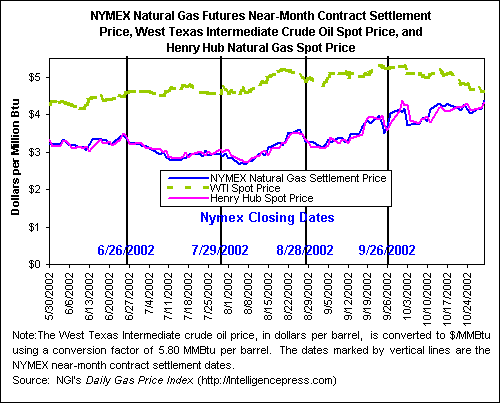 NYMEX Natural Gas Futures Near-Month Contract Settlement
Price, West Texas Intermediate Crude Oil Spot Price, and
Henry Hub Natural Gas Spot Price
Dollars per Million Btu
$5
$4
$3
$2
$1
$0
NYMEX Natural Gas Settlement Price
WTI Spot Price
Henry Hub Spot Price
Nymex Closing Dates
6/26/2002
7/29/2002
8/28/2002
9/26/2002
5/30/2002
6/6/2002
6/13/2002
6/20/2002
6/27/2002
7/4/2002
7/11/2002
7/18/2002
7/25/2002
8/1/2002
8/8/2002
8/15/2002
8/22/2002
8/29/2002
9/5/2002
9/12/2002
9/19/2002
9/26/2002
10/3/2002
10/10/2002
10/17/2002
10/24/2002
Note:The West Texas Intermediate crude oil price, in dollars per barrel, is converted to $/MMBtu
using a conversion factor of 5.80 MMBtu per barrel. The dates marked by vertical lines are the
NYMEX near-month contract settlement dates.
Source: NGI's Daily Gas Price Index (http://Intelligencepress.com)